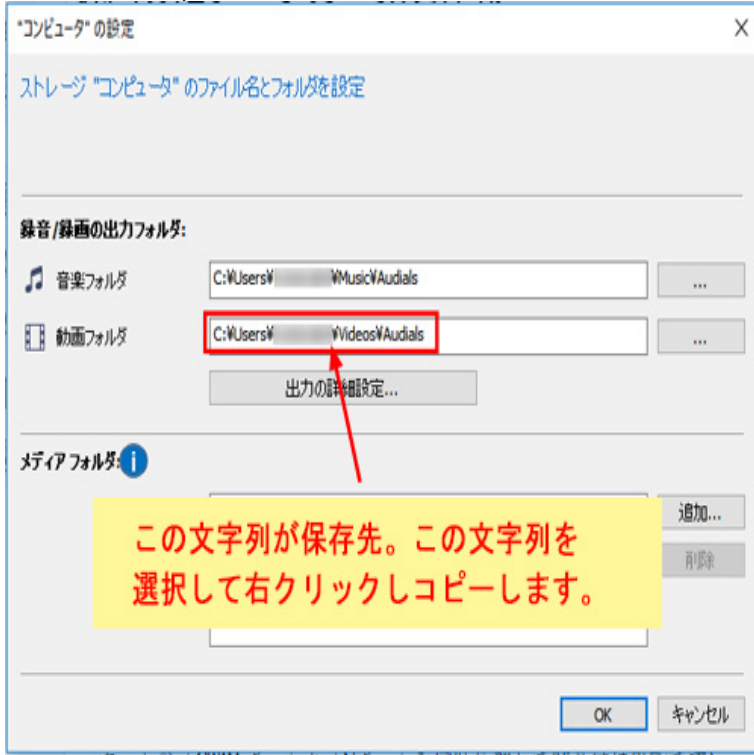 "コンピュータ" の設定
ストレージ "コンピュータ" のファイル名とフォルダを設定
録音/録画の出力フォルダ:
音楽フォルダ
C:¥Users¥ ¥Music¥Audials
...
動画フォルダ
C:¥Users¥ ¥Videos¥Audials
...
出力の詳細設定...
メディア フォルダ:
追加...
この文字列が保存先。この文字列を
選択して右クリックしコピーします。
削除
OK
キャンセル